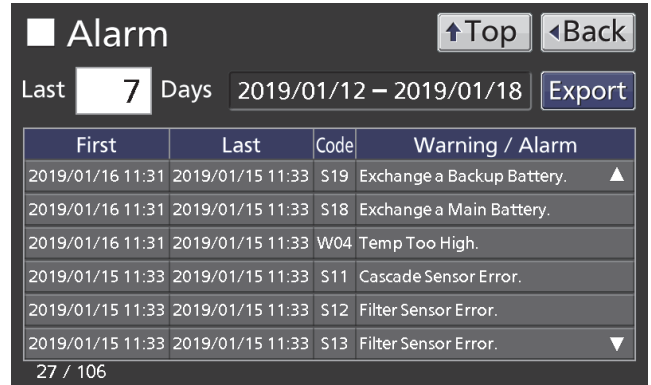 Alarm
Top
Back
Last 7 Days 2019/01/12 – 2019/01/18 Export
First Last Code Warning / Alarm
2019/01/16 11:31 2019/01/15 11:33 S19 Exchange a Backup Battery.
2019/01/16 11:31 2019/01/15 11:33 S18 Exchange a Main Battery.
2019/01/16 11:31 2019/01/15 11:33 W04 Temp Too High.
2019/01/15 11:33 2019/01/15 11:33 S11 Cascade Sensor Error.
2019/01/15 11:33 2019/01/15 11:33 S12 Filter Sensor Error.
2019/01/15 11:33 2019/01/15 11:33 S13 Filter Sensor Error.
27 / 106